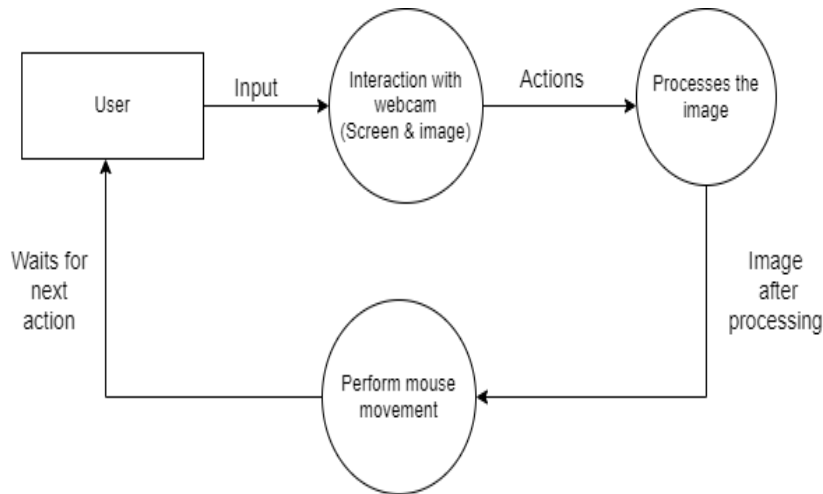 User
Input
Interaction with
webcam
(Screen & image)
Actions
Processes the
image
Image
after
processing
Perform mouse
movement
Waits for
next
action